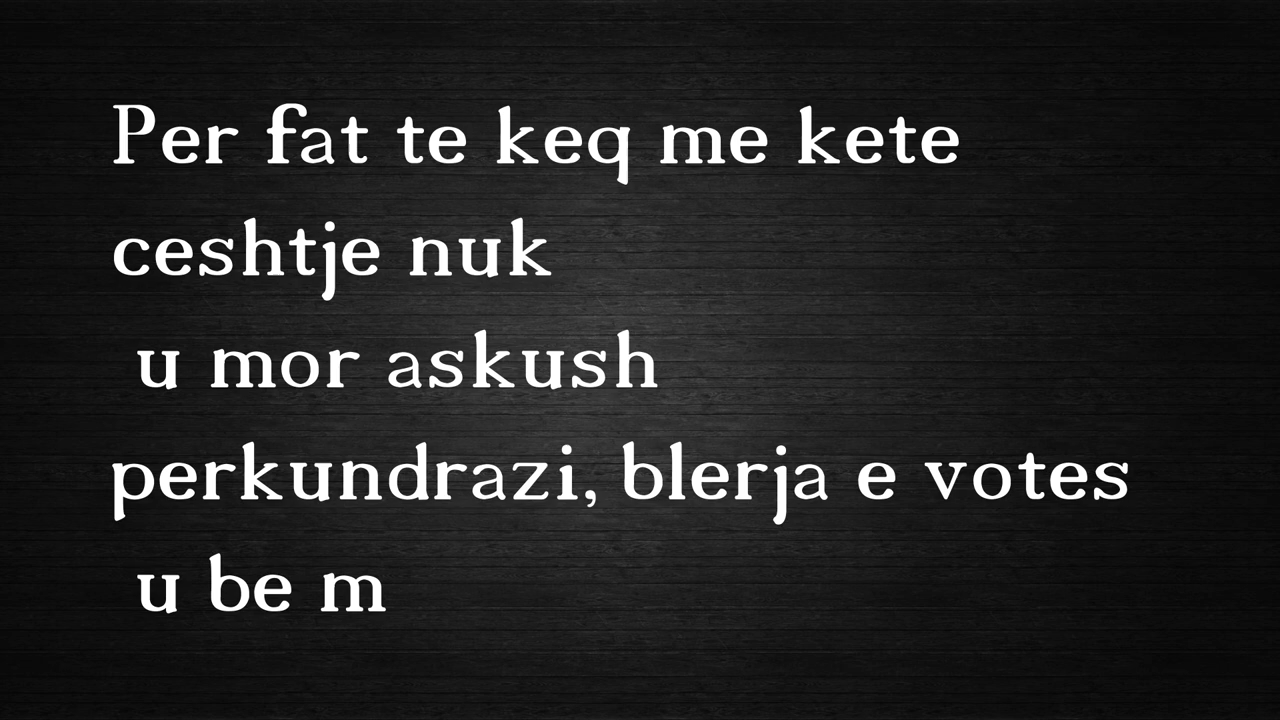 Per fat te keq me kete
ceshtje nuk
u mor askush
perkundrazi, blerja e votes
u be m